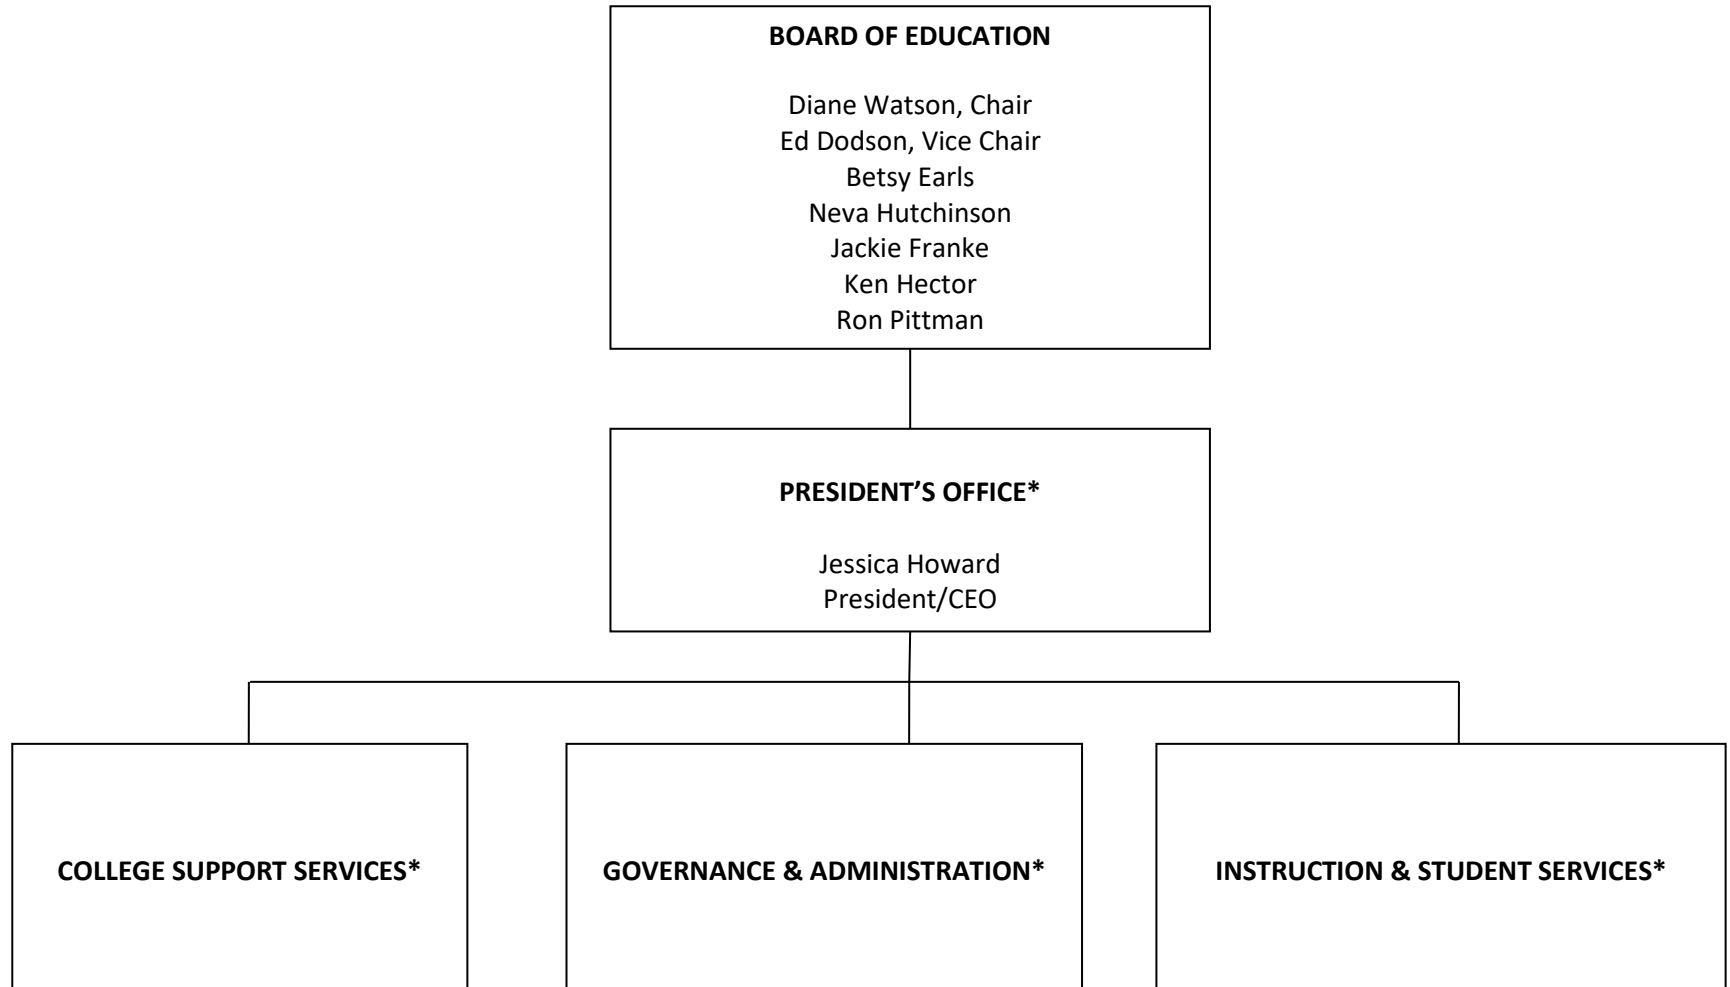 BOARD OF EDUCATION
Diane Watson, Chair
Ed Dodson, Vice Chair
Betsy Earls
Neva Hutchinson
Jackie Franke
Ken Hector
Ron Pittman
PRESIDENT’S OFFICE*
Jessica Howard
President/CEO
COLLEGE SUPPORT SERVICES*
GOVERNANCE & ADMINISTRATION*
INSTRUCTION & STUDENT SERVICES*